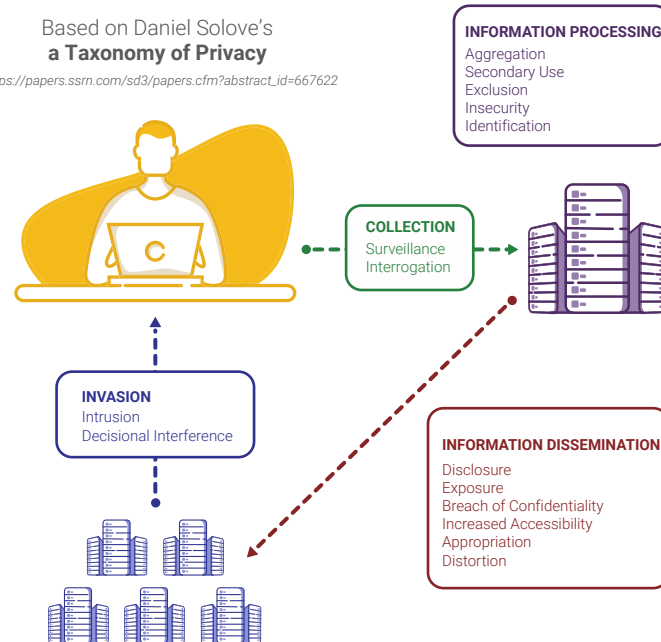 Based on Daniel Solove's
a Taxonomy of Privacy
ps://papers.ssrn.com/sd3/papers.cfm?abstract_id=667622
INFORMATION PROCESSING
Aggregation
Secondary Use
Exclusion
Insecurity
Identification
COLLECTION
Surveillance
Interrogation
INVASION
Intrusion
Decisional Interference
INFORMATION DISSEMINATION
Disclosure
Exposure
Breach of Confidentiality
Increased Accessibility
Appropriation
Distortion